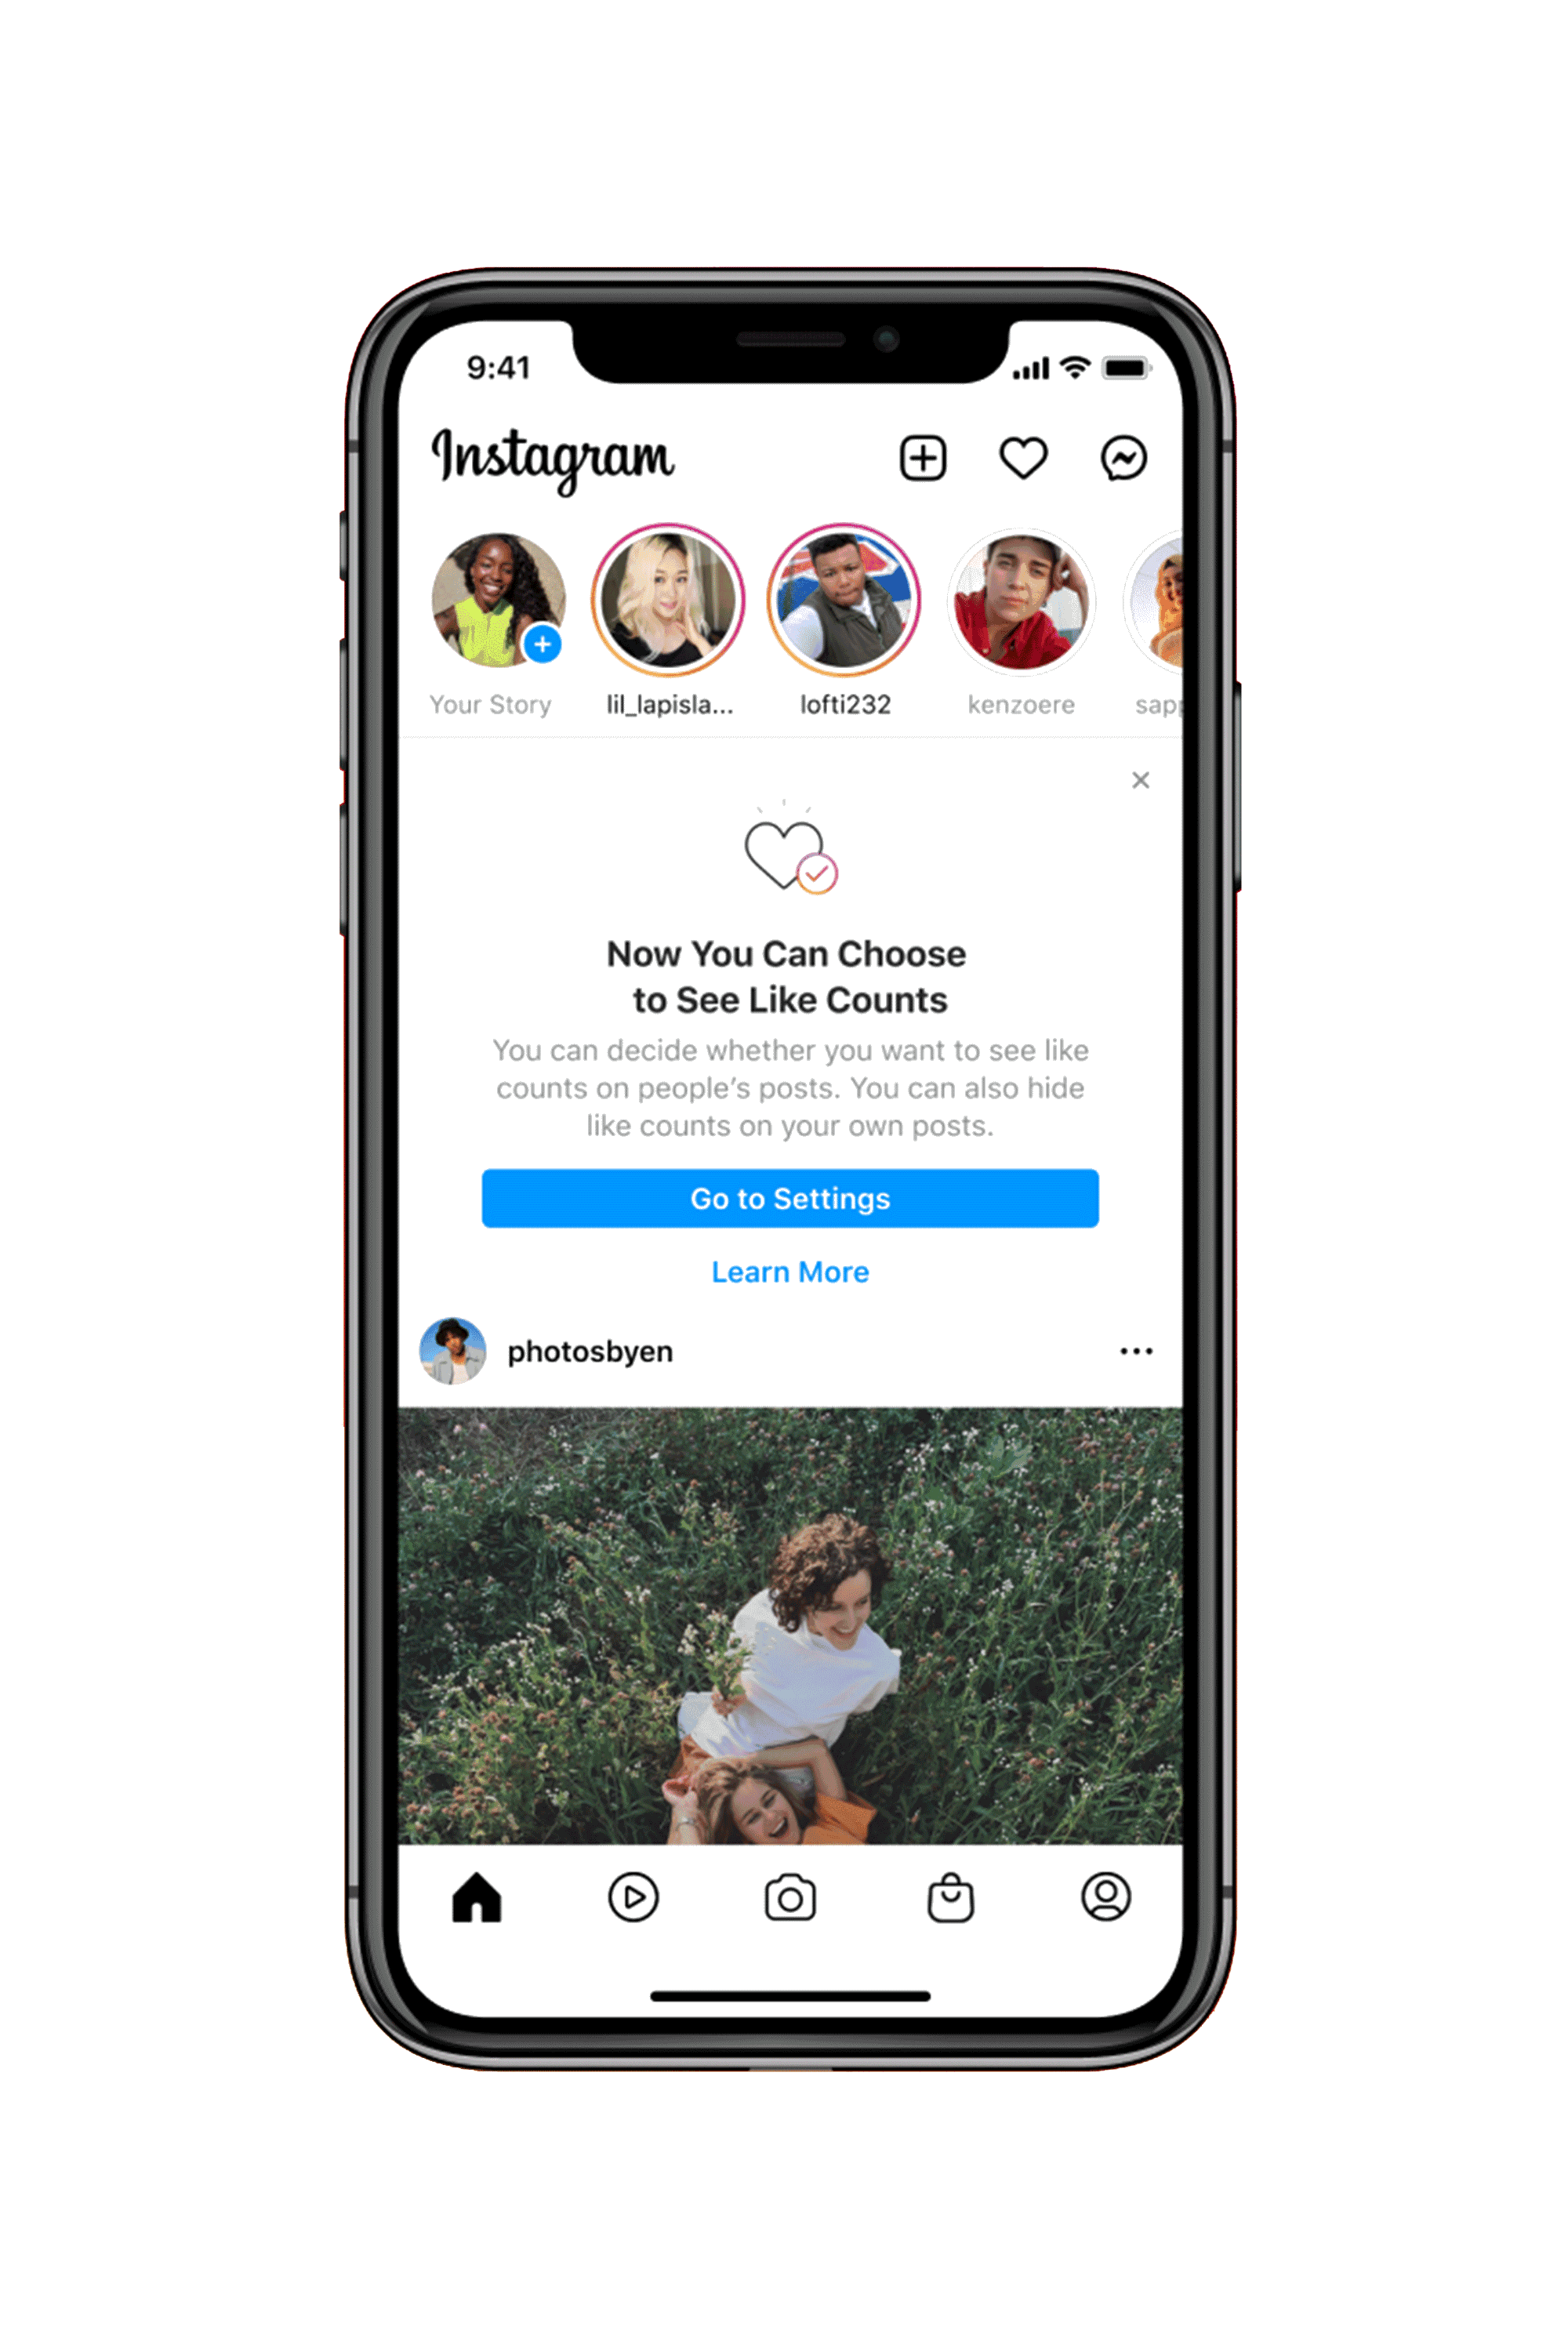 9:41
Instagram
Your Story
lil_lapisla...
lofti232
kenzoere
Now You Can Choose
to See Like Counts
You can decide whether you want to see like
counts on people’s posts. You can also hide
like counts on your own posts.
Go to Settings
Learn More
photosbyen